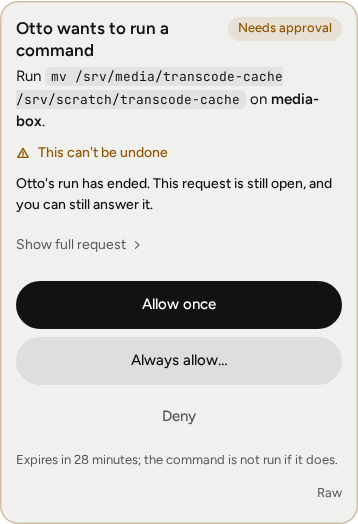 Otto wants to run a
command
Needs approval
Run mv /srv/media/transcode-cache
/srv/scratch/transcode-cache on media-
box.
This can't be undone
Otto's run has ended. This request is still open, and
you can still answer it.
Show full request
Allow once
Always allow...
Deny
Expires in 28 minutes; the command is not run if it does.
Raw